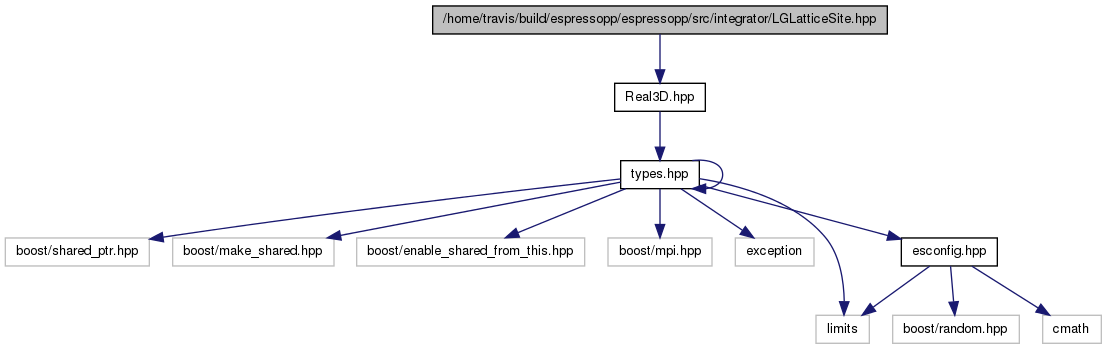 /home/travis/build/espressopp/espressopp/src/integrator/LGLatticeSite.hpp
Real3D.hpp
types.hpp
boost/shared_ptr.hpp
boost/make_shared.hpp
boost/enable_shared_from_this.hpp
boost/mpi.hpp
exception
esconfig.hpp
limits
boost/random.hpp
cmath